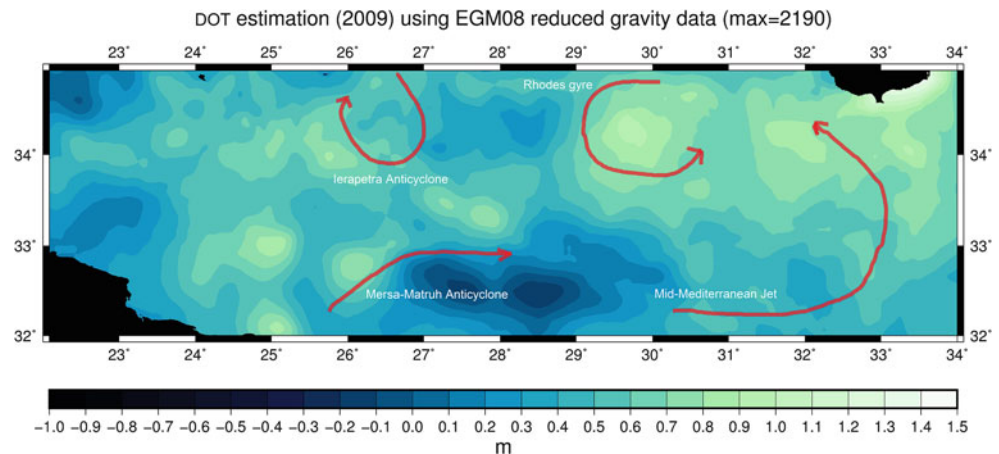 DOT estimation (2009) using EGM08 reduced gravity data (max=2190)
23° 24° 25° 26° 27° 28° 29° 30° 31° 32° 33° 34°
Rhodes gyre
34° 34°
Ierapetra Anticyclone
33° 33°
Mersa-Matruh Anticyclone Mid-Mediterranean Jet
32° 32°
23° 24° 25° 26° 27° 28° 29° 30° 31° 32° 33° 34°
−1.0 −0.9 −0.8 −0.7 −0.6 −0.5 −0.4 −0.3 −0.2 −0.1 0.0 0.1 0.2 0.3 0.4 0.5 0.6 0.7 0.8 0.9 1.0 1.1 1.2 1.3 1.4 1.5
m